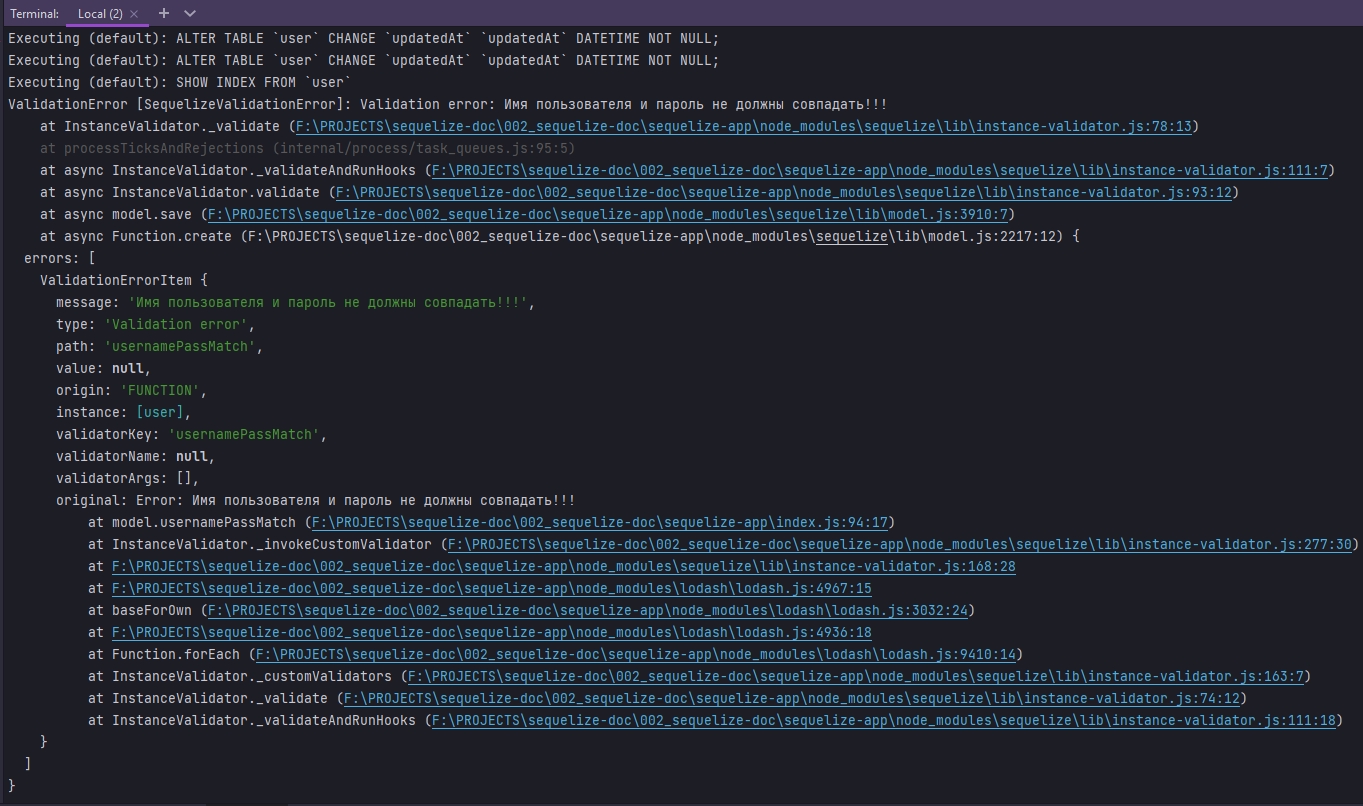 Terminal: Local (2) × + ⌄
Executing (default): ALTER TABLE `user` CHANGE `updatedAt` `updatedAt` DATETIME NOT NULL;
Executing (default): ALTER TABLE `user` CHANGE `updatedAt` `updatedAt` DATETIME NOT NULL;
Executing (default): SHOW INDEX FROM `user`
ValidationError [SequelizeValidationError]: Validation error: Имя пользователя и пароль не должны совпадать!!!
    at InstanceValidator._validate (F:\PROJECTS\sequelize-doc\002_sequelize-doc\sequelize-app\node_modules\sequelize\lib\instance-validator.js:78:13)
    at processTicksAndRejections (internal/process/task_queues.js:95:5)
    at async InstanceValidator._validateAndRunHooks (F:\PROJECTS\sequelize-doc\002_sequelize-doc\sequelize-app\node_modules\sequelize\lib\instance-validator.js:111:7)
    at async InstanceValidator.validate (F:\PROJECTS\sequelize-doc\002_sequelize-doc\sequelize-app\node_modules\sequelize\lib\instance-validator.js:93:12)
    at async model.save (F:\PROJECTS\sequelize-doc\002_sequelize-doc\sequelize-app\node_modules\sequelize\lib\model.js:3910:7)
    at async Function.create (F:\PROJECTS\sequelize-doc\002_sequelize-doc\sequelize-app\node_modules\sequelize\lib\model.js:2217:12) {
  errors: [
    ValidationErrorItem {
      message: 'Имя пользователя и пароль не должны совпадать!!!',
      type: 'Validation error',
      path: 'usernamePassMatch',
      value: null,
      origin: 'FUNCTION',
      instance: [user],
      validatorKey: 'usernamePassMatch',
      validatorName: null,
      validatorArgs: [],
      original: Error: Имя пользователя и пароль не должны совпадать!!!
          at model.usernamePassMatch (F:\PROJECTS\sequelize-doc\002_sequelize-doc\sequelize-app\index.js:94:17)
          at InstanceValidator._invokeCustomValidator (F:\PROJECTS\sequelize-doc\002_sequelize-doc\sequelize-app\node_modules\sequelize\lib\instance-validator.js:277:30)
          at F:\PROJECTS\sequelize-doc\002_sequelize-doc\sequelize-app\node_modules\sequelize\lib\instance-validator.js:168:28
          at F:\PROJECTS\sequelize-doc\002_sequelize-doc\sequelize-app\node_modules\lodash\lodash.js:4967:15
          at baseForOwn (F:\PROJECTS\sequelize-doc\002_sequelize-doc\sequelize-app\node_modules\lodash\lodash.js:3032:24)
          at F:\PROJECTS\sequelize-doc\002_sequelize-doc\sequelize-app\node_modules\lodash\lodash.js:4936:18
          at Function.forEach (F:\PROJECTS\sequelize-doc\002_sequelize-doc\sequelize-app\node_modules\lodash\lodash.js:9410:14)
          at InstanceValidator._customValidators (F:\PROJECTS\sequelize-doc\002_sequelize-doc\sequelize-app\node_modules\sequelize\lib\instance-validator.js:163:7)
          at InstanceValidator._validate (F:\PROJECTS\sequelize-doc\002_sequelize-doc\sequelize-app\node_modules\sequelize\lib\instance-validator.js:74:12)
          at InstanceValidator._validateAndRunHooks (F:\PROJECTS\sequelize-doc\002_sequelize-doc\sequelize-app\node_modules\sequelize\lib\instance-validator.js:111:18)
    }
  ]
}